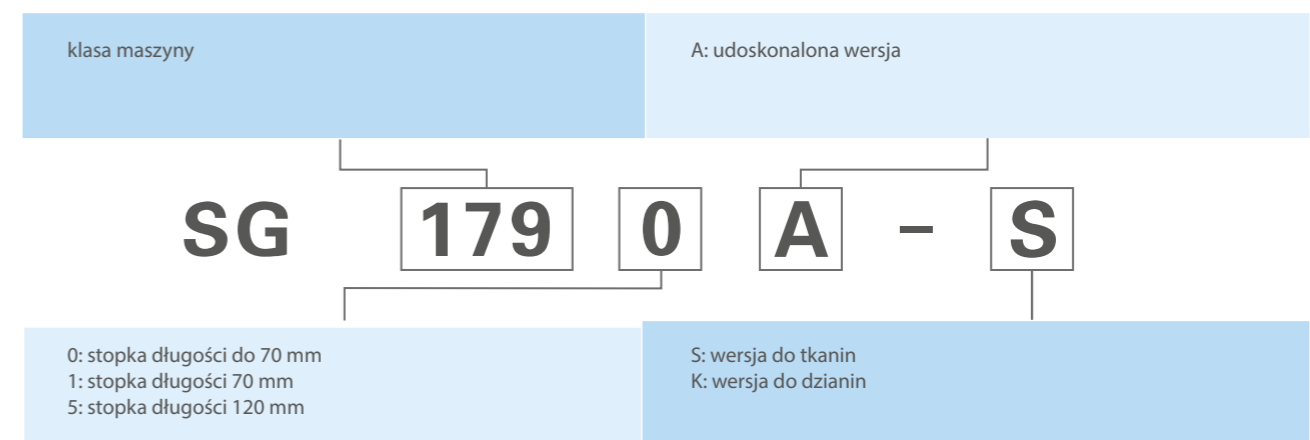 klasa maszyny
A: udoskonalona wersja
SG 179 0 A – S
0: stopka długości do 70 mm
1: stopka długości 70 mm
5: stopka długości 120 mm
S: wersja do tkanin
K: wersja do dzianin